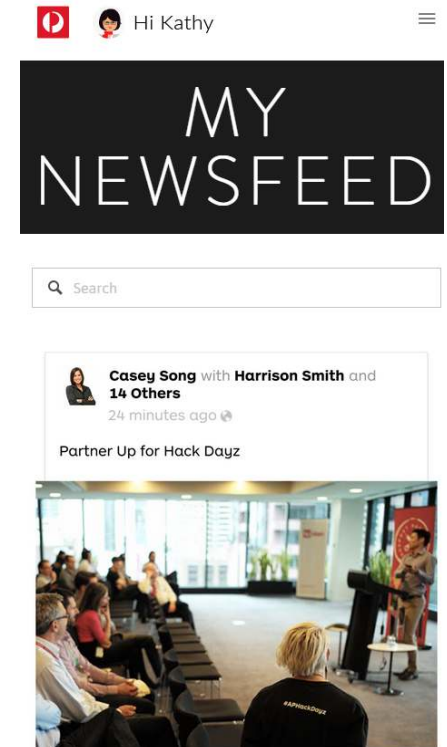 Hi Kathy
MY
NEWSFEED
Search
Casey Song with Harrison Smith and
14 Others
24 minutes ago
Partner Up for Hack Dayz
#APHackDayz